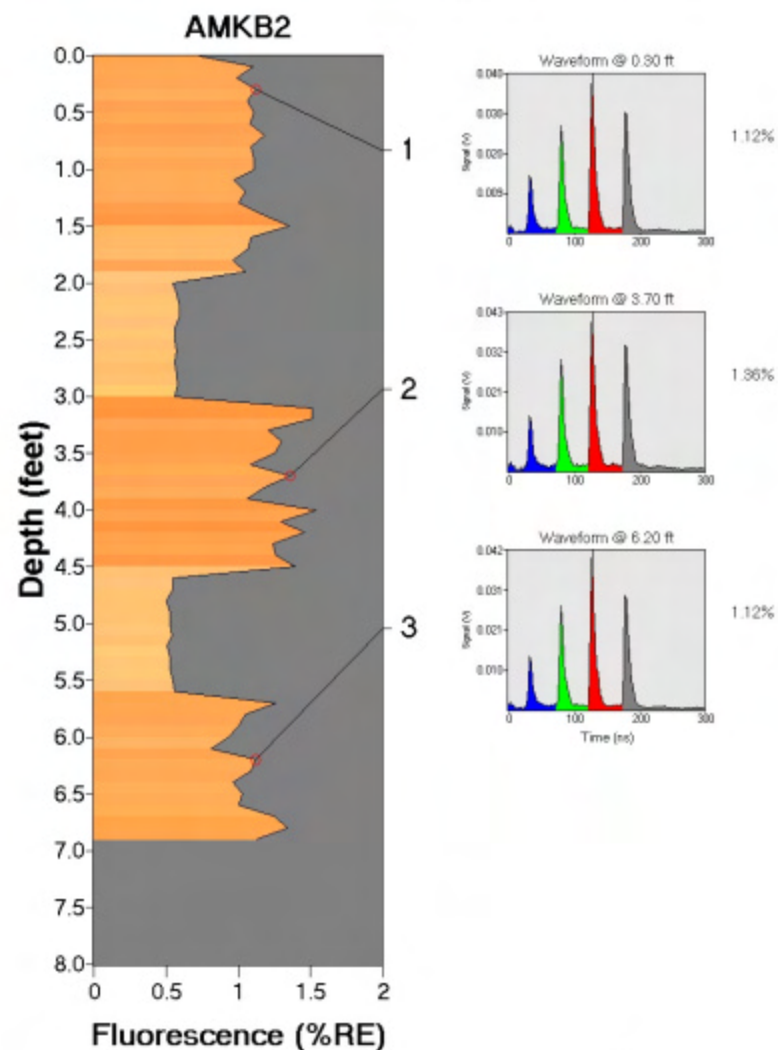 AMKB2
0.0
0.5
1.0
1.5
2.0
2.5
3.0
3.5
4.0
4.5
5.0
5.5
6.0
6.5
7.0
7.5
8.0
Depth (feet)
0 0.5 1 1.5 2
Fluorescence (%RE)
1
2
3
Waveform @ 0.30 ft
Signal (V)
0.040
0.030
0.020
0.009
0 100 200 300
1.12%
Waveform @ 3.70 ft
Signal (V)
0.043
0.032
0.021
0.010
0 100 200 300
1.36%
Waveform @ 6.20 ft
Signal (V)
0.042
0.031
0.021
0.010
0 100 200 300
Time (ns)
1.12%